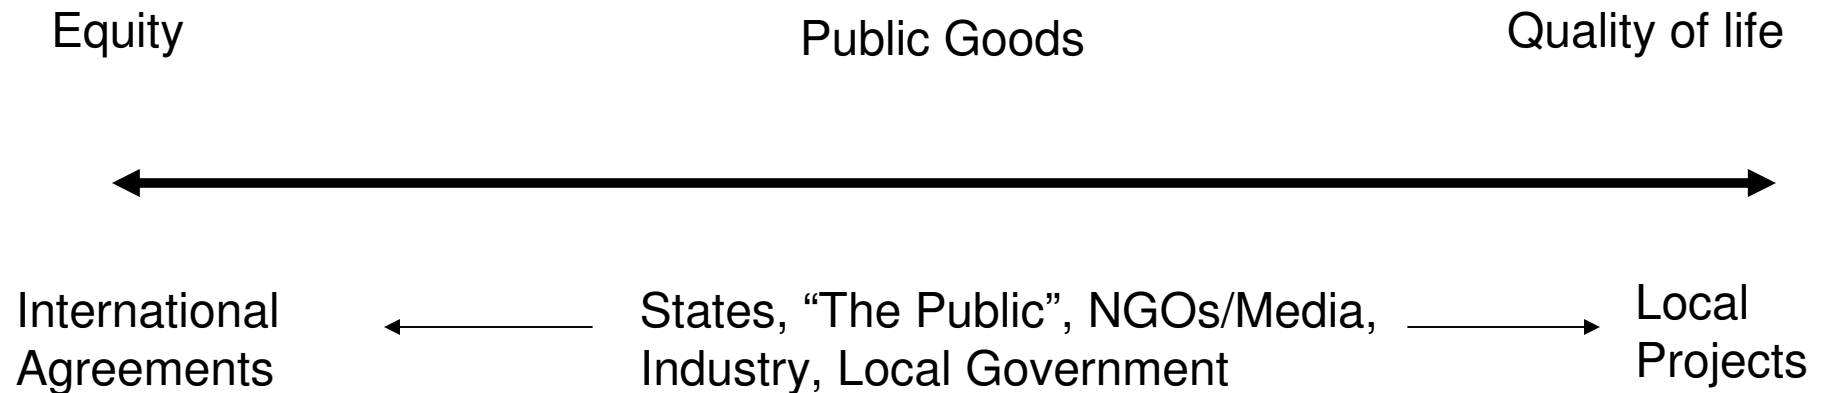 Equity
Public Goods
Quality of life
International
Agreements
States, “The Public”, NGOs/Media,
Industry, Local Government
Local
Projects